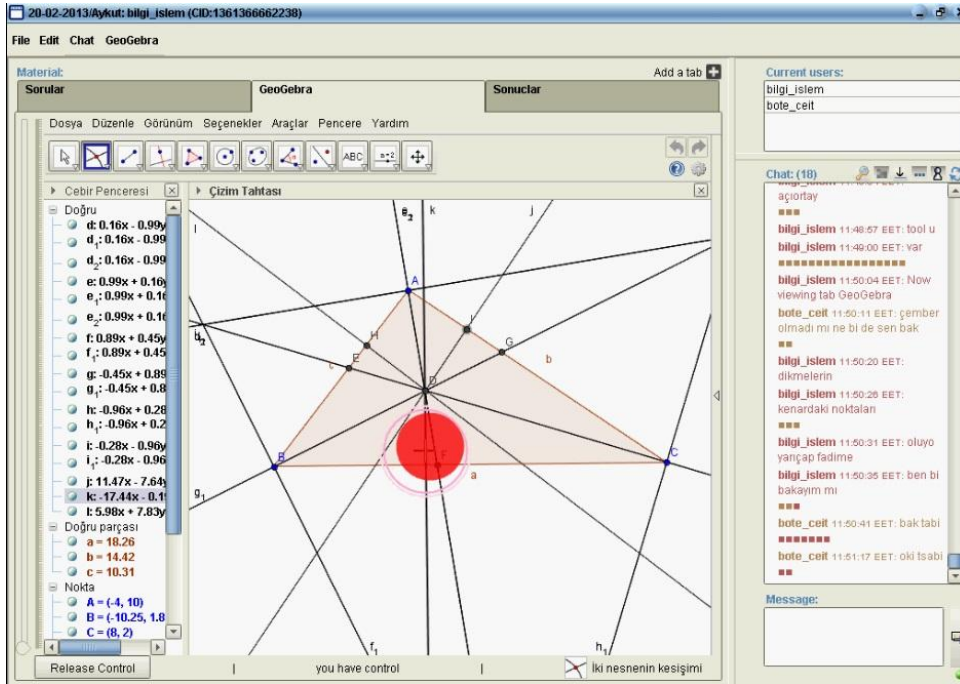 20-02-2013/Aykut: bilgi_islem (CID:1361366662238)
File Edit Chat GeoGebra
Material:
Add a tab
Sorular GeoGebra Sonuclar
Dosya Düzenle Görünüm Seçenekler Araçlar Pencere Yardım
ABC a=2
Cebir Penceresi
Doğru
d: 0.16x - 0.99y
d1: 0.16x - 0.99
d2: 0.16x - 0.99
e: 0.99x + 0.16y
e1: 0.99x + 0.16
e2: 0.99x + 0.16
f: 0.89x + 0.45y
f1: 0.89x + 0.45
g: -0.45x + 0.89
g1: -0.45x + 0.8
h: -0.96x + 0.28
h1: -0.96x + 0.2
i: -0.28x - 0.96y
i1: -0.28x - 0.96
j: 11.47x - 7.64y
k: -17.44x - 0.19
l: 5.98x + 7.83y
Doğru parçası
a = 18.26
b = 14.42
c = 10.31
Nokta
A = (-4, 10)
B = (-10.25, 1.8
C = (8, 2)
Çizim Tahtası
k
j
l
A
J
H
G
E
c
b
D
B
F
C
a
g1
f1
h1
Release Control
you have control
İki nesnenin kesişimi
Current users:
bilgi_islem
bote_ceit
Chat: (18)
açıortay
bilgi_islem 11:48:57 EET: tool u
bilgi_islem 11:49:00 EET: var
bilgi_islem 11:50:04 EET: Now
viewing tab GeoGebra
bote_ceit 11:50:11 EET: çember
olmadı mı ne bi de sen bak
bilgi_islem 11:50:20 EET:
dikmelerin
bilgi_islem 11:50:26 EET:
kenardaki noktaları
bilgi_islem 11:50:31 EET: oluyo
yarıçap fadime
bilgi_islem 11:50:35 EET: ben bi
bakayım mı
bote_ceit 11:50:41 EET: bak tabi
bote_ceit 11:51:17 EET: oki tsabi
Message: